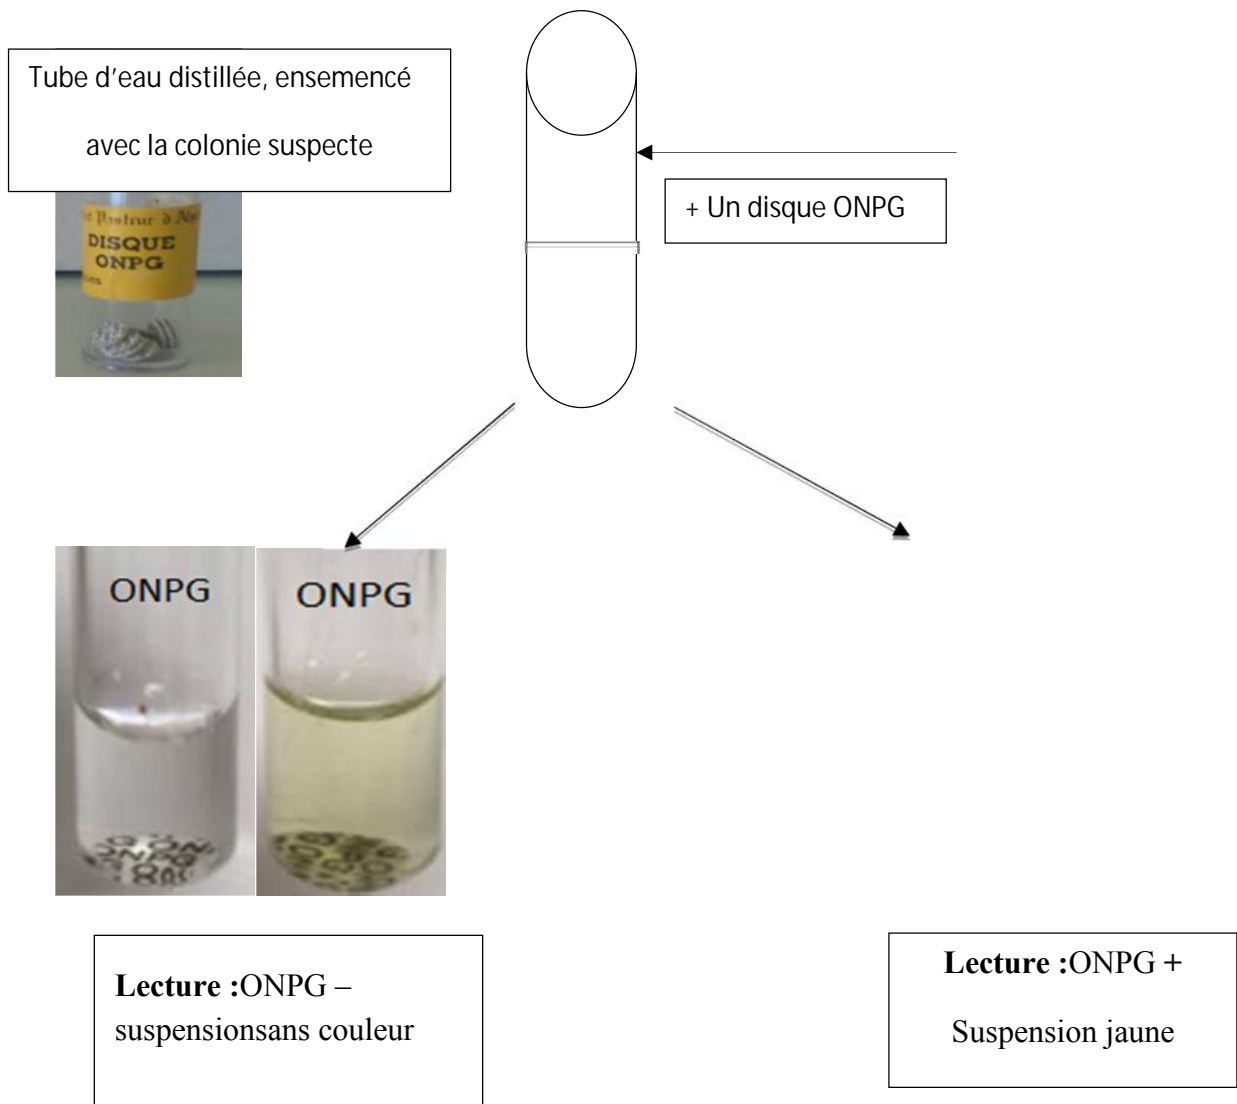 Tube d'eau distillée, ensemencé
avec la colonie suspecte
+ Un disque ONPG
DISQUE
ONPG
ONPG
ONPG
ONPG
Lecture :ONPG –
suspensionsans couleur
Lecture :ONPG +
Suspension jaune